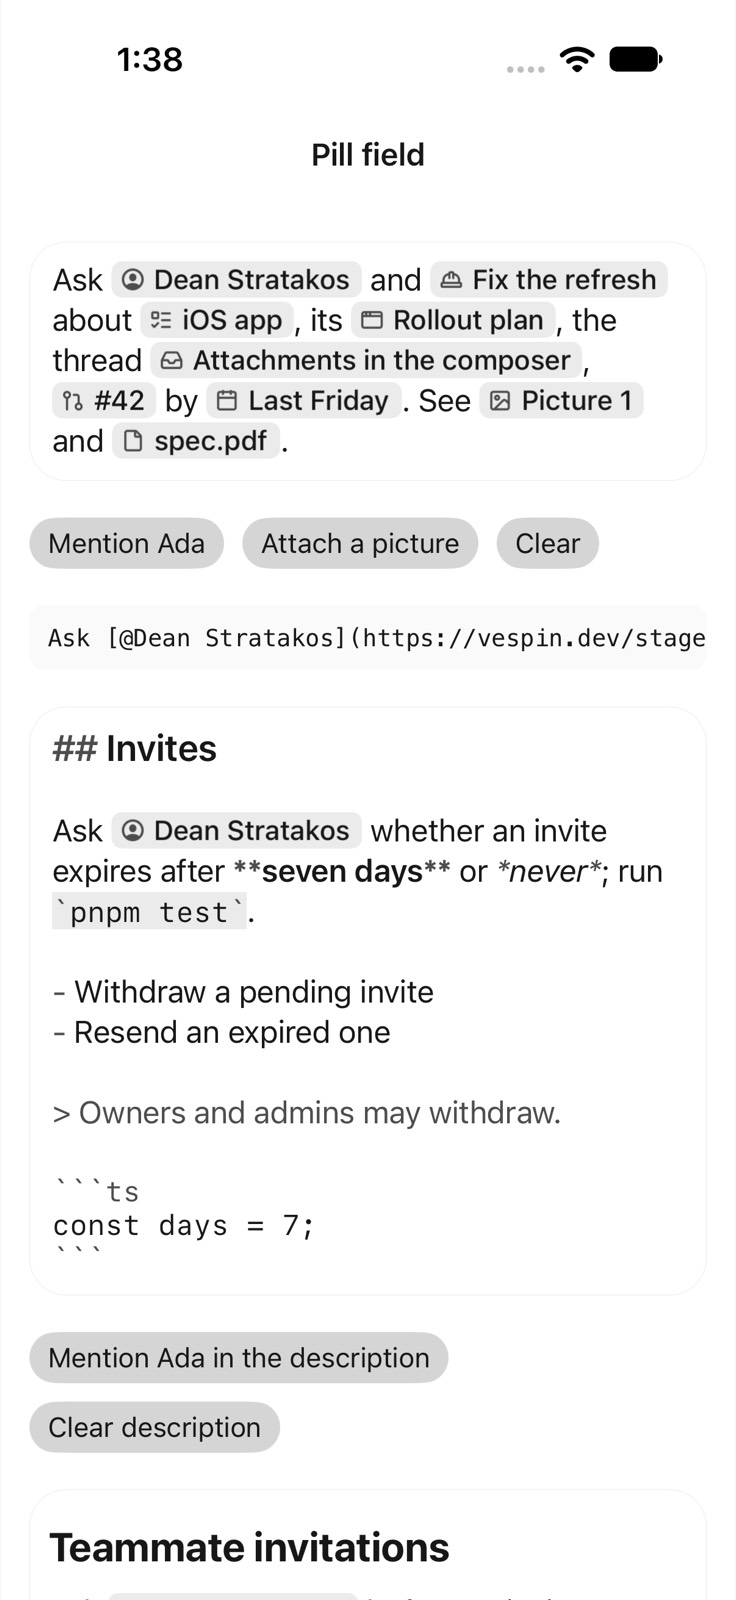 1:38
Pill field
Ask Dean Stratakos and Fix the refresh
about iOS app, its Rollout plan, the
thread Attachments in the composer,
#42 by Last Friday. See Picture 1
and spec.pdf.
Mention Ada Attach a picture Clear
Ask [@Dean Stratakos](https://vespin.dev/stage
## Invites
Ask Dean Stratakos whether an invite
expires after **seven days** or *never*; run
`pnpm test`.
- Withdraw a pending invite
- Resend an expired one
> Owners and admins may withdraw.
```ts
const days = 7;
```
Mention Ada in the description
Clear description
Teammate invitations